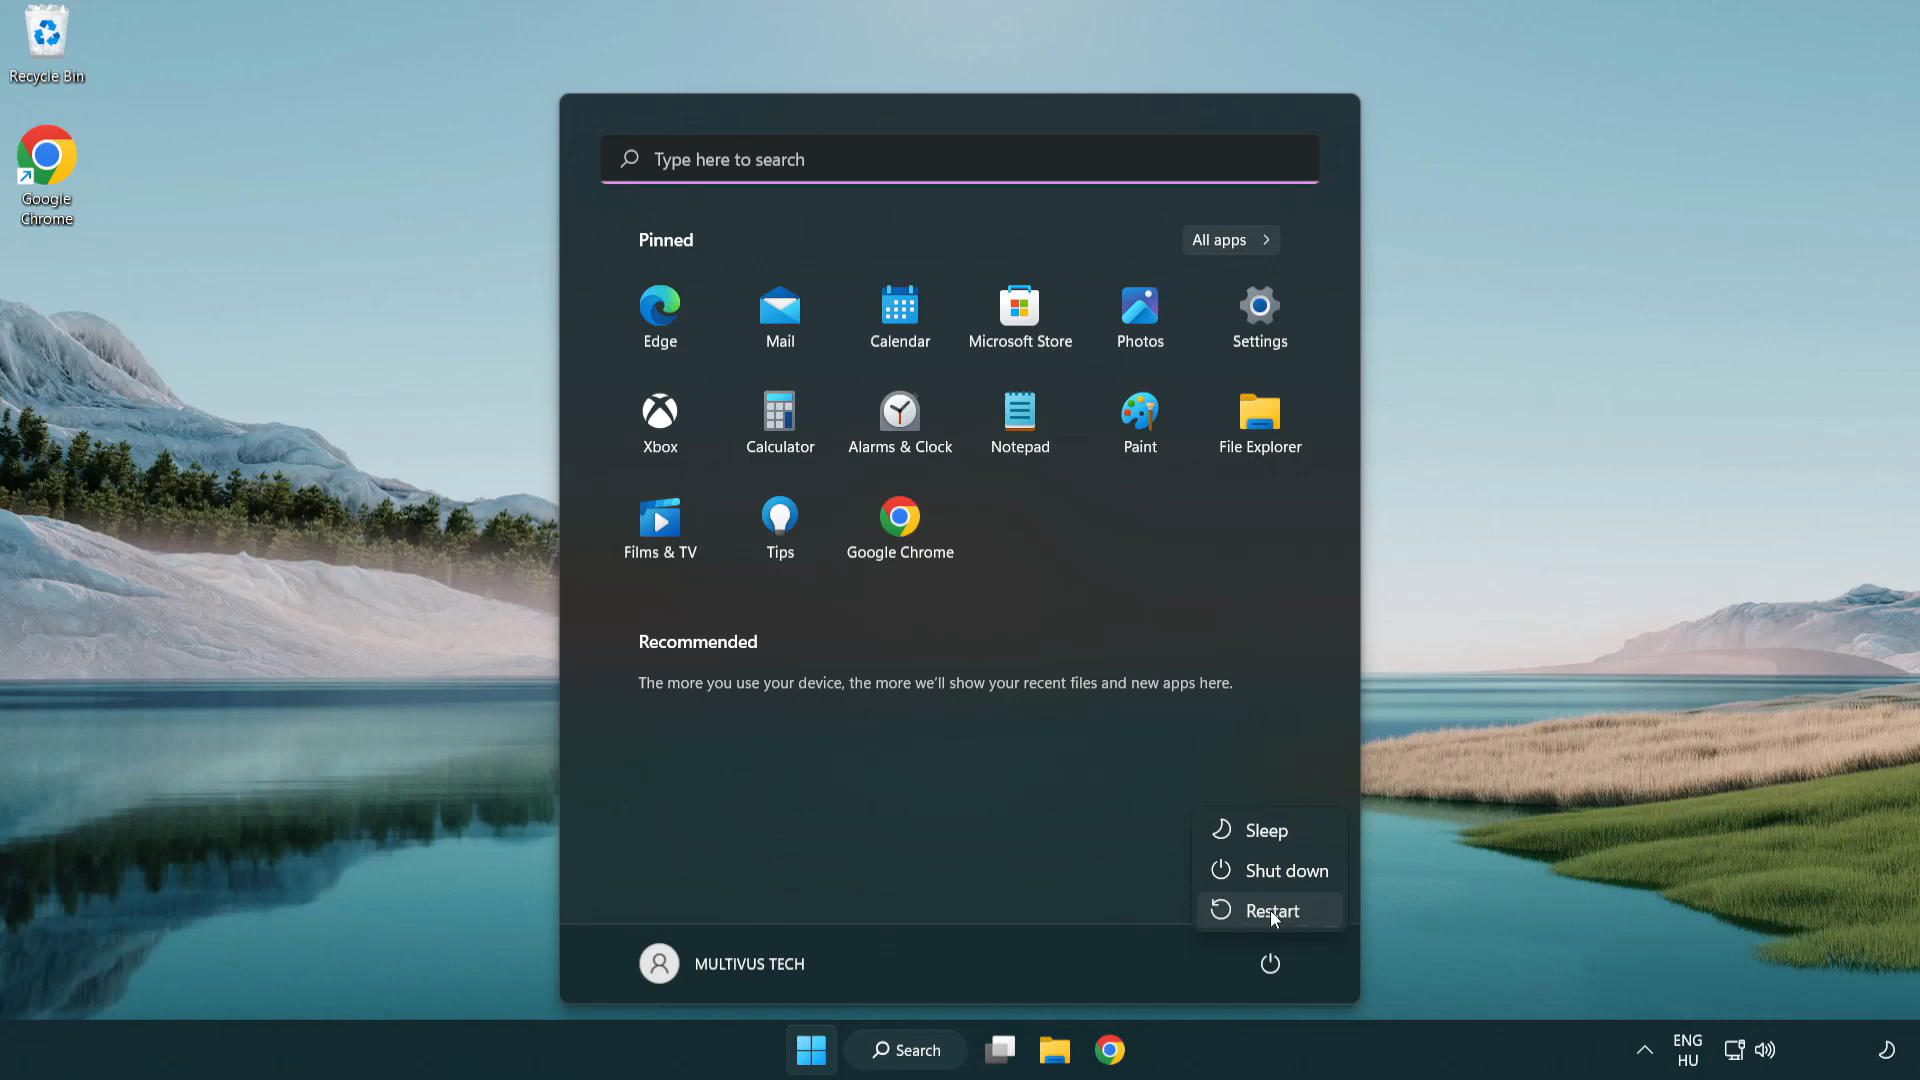 Recycle Bin
Google
Chrome
Type here to search
Pinned
All apps
Edge
Mail
Calendar
Microsoft Store
Photos
Settings
Xbox
Calculator
Alarms & Clock
Notepad
Paint
File Explorer
Films & TV
Tips
Google Chrome
Recommended
The more you use your device, the more we’ll show your recent files and new apps here.
Sleep
Shut down
Restart
MULTIVUS TECH
Search
ENG
HU